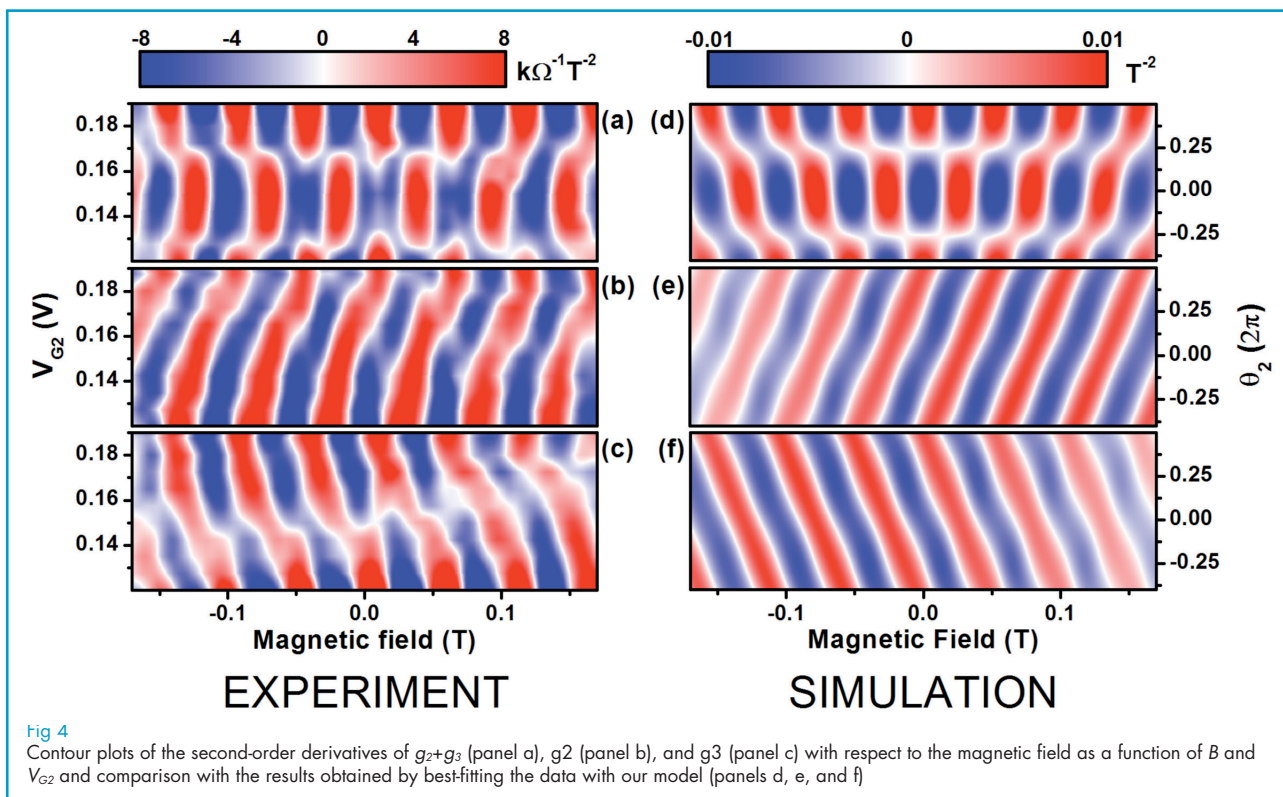 -8 -4 0 4 8
kΩ⁻¹T⁻²
-0.01 0 0.01
T⁻²
0.18
0.16
0.14
(a)
(d)
0.25
0.00
-0.25
0.18
0.16
0.14
(b)
(e)
0.25
0.00
-0.25
V_G2 (V)
θ_2 (2π)
0.18
0.16
0.14
(c)
(f)
0.25
0.00
-0.25
-0.1 0.0 0.1
Magnetic field (T)
-0.1 0.0 0.1
Magnetic Field (T)
EXPERIMENT
SIMULATION
Fig 4
Contour plots of the second-order derivatives of g₂+g₃ (panel a), g2 (panel b), and g3 (panel c) with respect to the magnetic field as a function of B and
V_G2 and comparison with the results obtained by best-fitting the data with our model (panels d, e, and f)